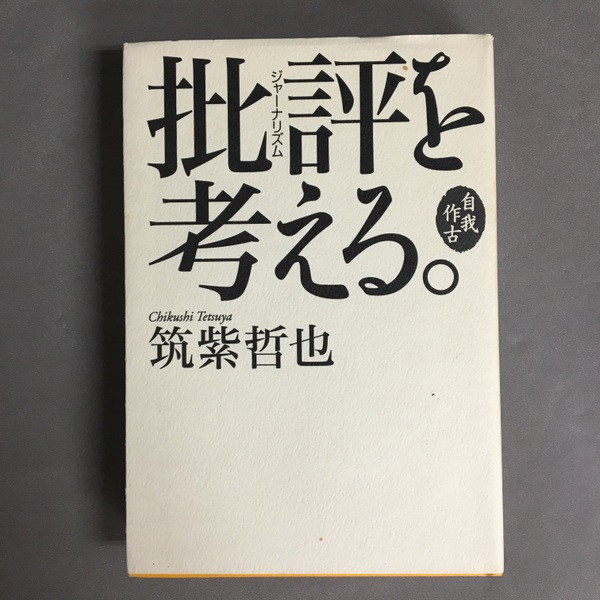 批評を
ジャーナリズム
考える。
自我
作古
Chikushi Tetsuya
筑紫哲也